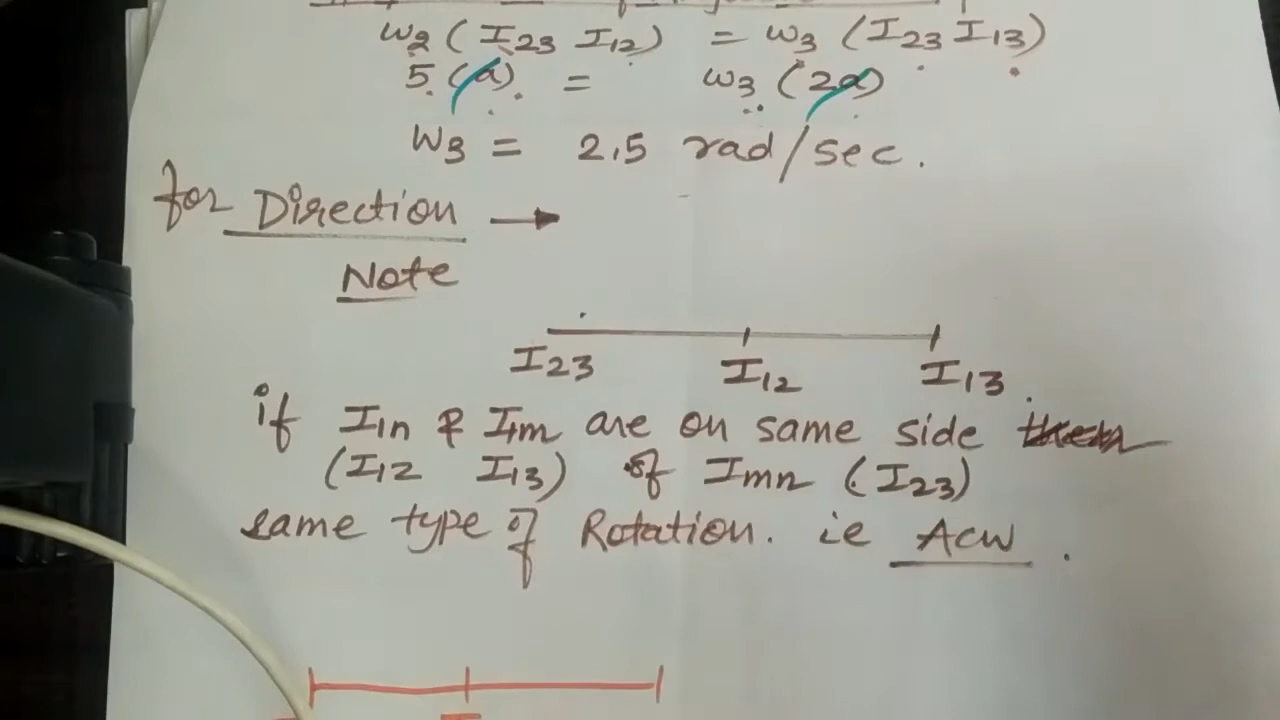 ω2 ( I23 I12 ) = ω3 ( I23 I13 )
5 (a) = ω3 (2a)
ω3 = 2.5 rad/sec.
for Direction →
Note
I23 I12 I13
if I1n & I1m are on same side
(I12 I13) of Imn (I23)
same type of Rotation. ie ACW.